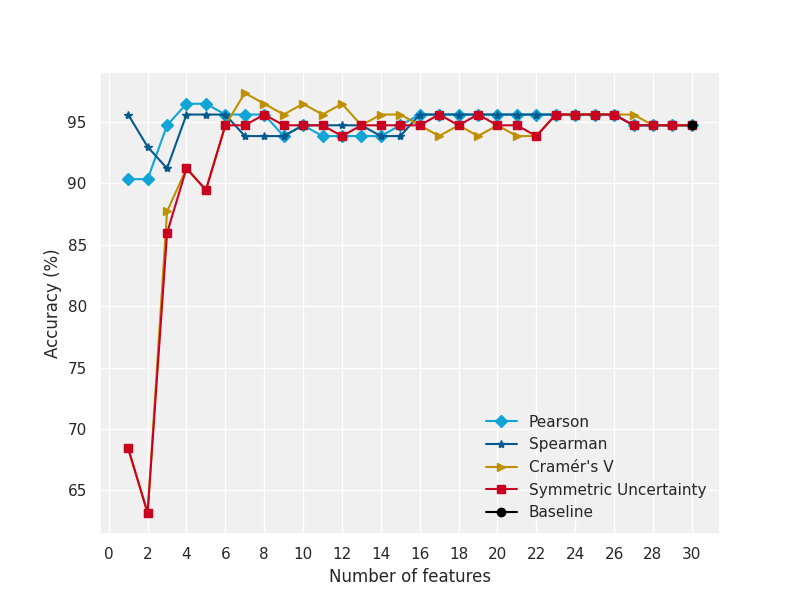 95
90
85
80
75
70
65
Accuracy (%)
Pearson
Spearman
Cramér's V
Symmetric Uncertainty
Baseline
0 2 4 6 8 10 12 14 16 18 20 22 24 26 28 30
Number of features